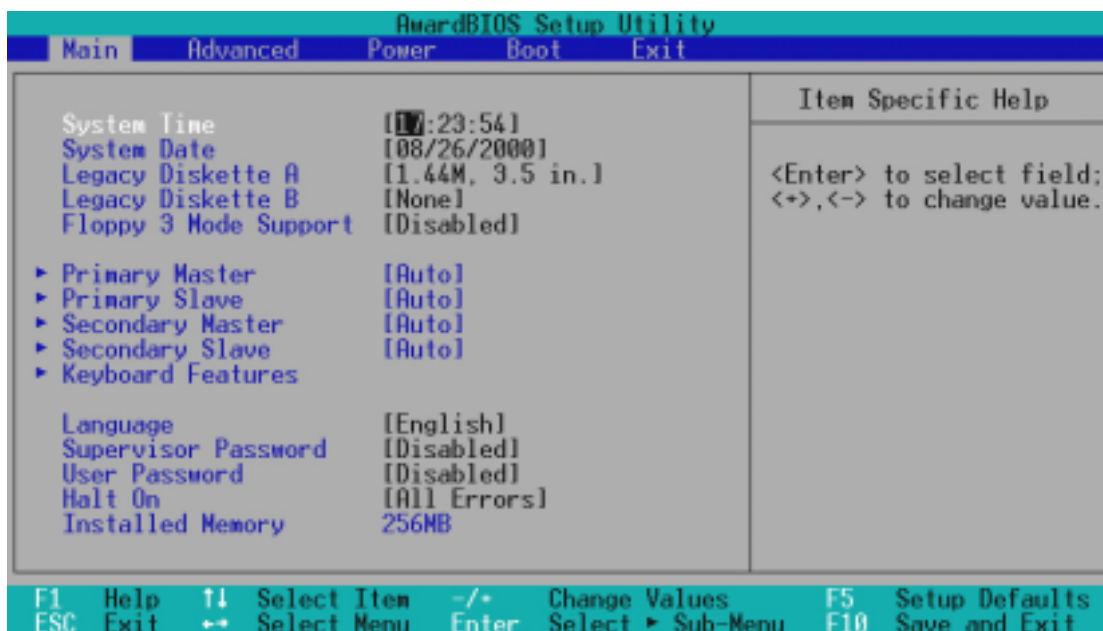 AwardBIOS Setup Utility
Main Advanced Power Boot Exit
Item Specific Help
<Enter> to select field;
<+>,<-> to change value.
System Time [17:23:54]
System Date [08/26/2000]
Legacy Diskette A [1.44M, 3.5 in.]
Legacy Diskette B [None]
Floppy 3 Mode Support [Disabled]
► Primary Master [Auto]
► Primary Slave [Auto]
► Secondary Master [Auto]
► Secondary Slave [Auto]
► Keyboard Features
Language [English]
Supervisor Password [Disabled]
User Password [Disabled]
Halt On [All Errors]
Installed Memory 256MB
F1 Help ↑↓ Select Item -/+ Change Values F5 Setup Defaults
ESC Exit ←→ Select Menu Enter Select ► Sub-Menu F10 Save and Exit